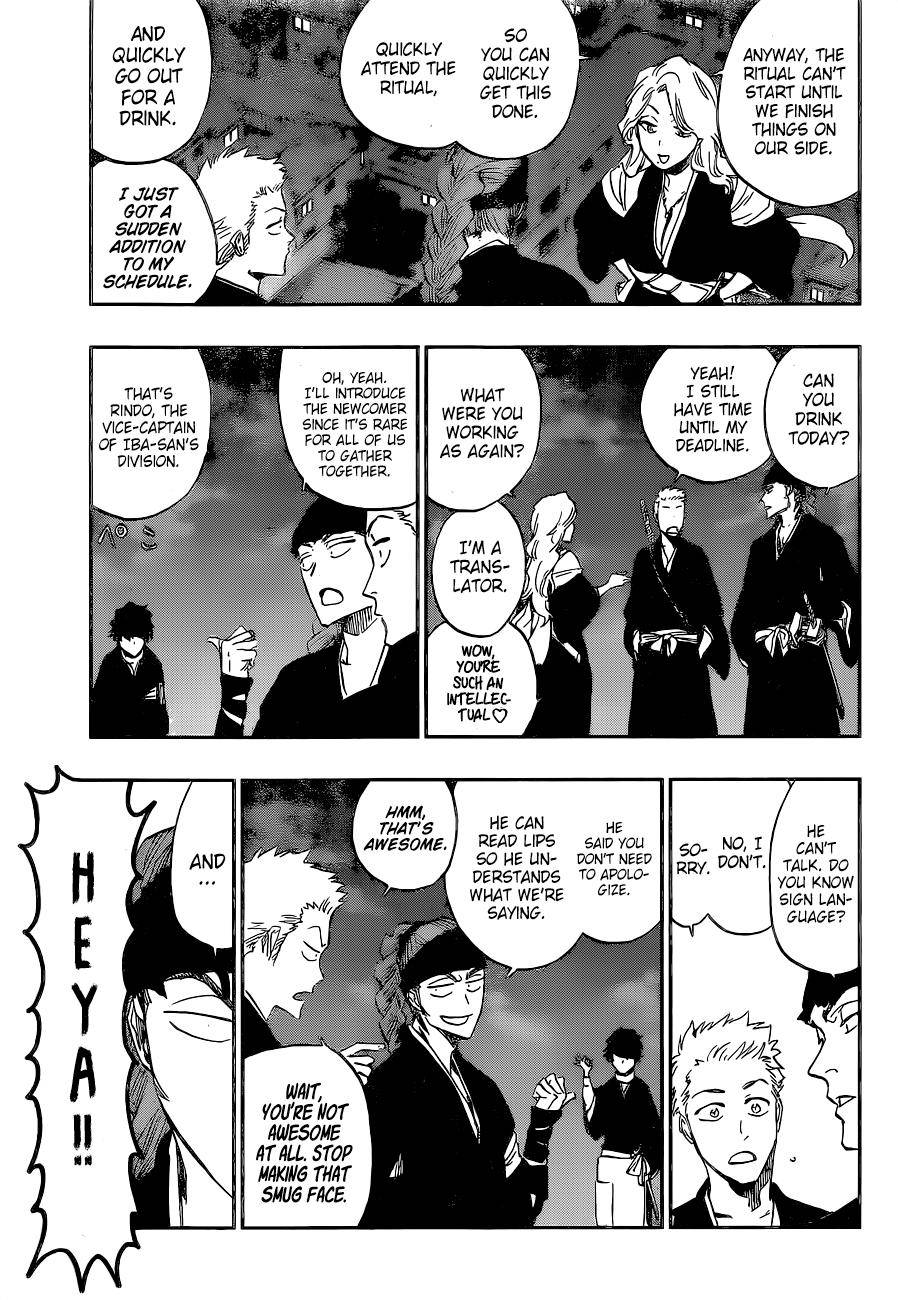 ANYWAY, THE
RITUAL CAN'T
START UNTIL
WE FINISH
THINGS ON
OUR SIDE.
SO
YOU CAN
QUICKLY
GET THIS
DONE.
QUICKLY
ATTEND THE
RITUAL,
AND
QUICKLY
GO OUT
FOR A
DRINK.
I JUST
GOT A
SUDDEN
ADDITION
TO MY
SCHEDULE.
CAN
YOU
DRINK
TODAY?
YEAH!
I STILL
HAVE TIME
UNTIL MY
DEADLINE.
WHAT
WERE YOU
WORKING
AS AGAIN?
I'M A
TRANS-
LATOR.
WOW,
YOU'RE
SUCH AN
INTELLEC-
TUAL♡
OH, YEAH.
I'LL INTRODUCE
THE NEWCOMER
SINCE IT'S RARE
FOR ALL OF US
TO GATHER
TOGETHER.
THAT'S
RINDO, THE
VICE-CAPTAIN
OF IBA-SAN'S
DIVISION.
ペこ
HE
CAN'T
TALK. DO
YOU KNOW
SIGN LAN-
GUAGE?
NO, I
DON'T.
SO-
RRY.
HE
SAID YOU
DON'T NEED
TO APOLO-
GIZE.
HE CAN
READ LIPS
SO HE UN-
DERSTANDS
WHAT WE'RE
SAYING.
HMM,
THAT'S
AWESOME.
WAIT,
YOU'RE NOT
AWESOME
AT ALL. STOP
MAKING THAT
SMUG FACE.
AND
...
HEYA!!